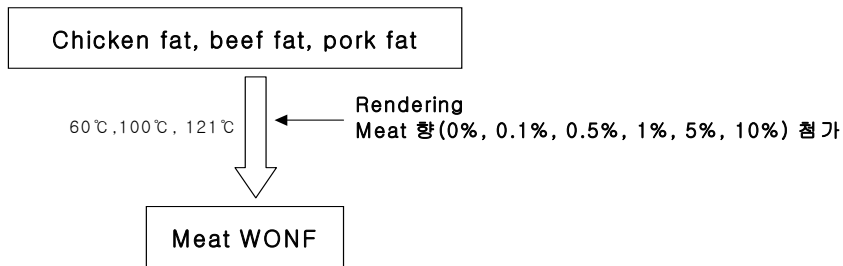 Chicken fat, beef fat, pork fat
60℃,100℃, 121℃
Rendering
Meat 향(0%, 0.1%, 0.5%, 1%, 5%, 10%) 첨가
Meat WONF